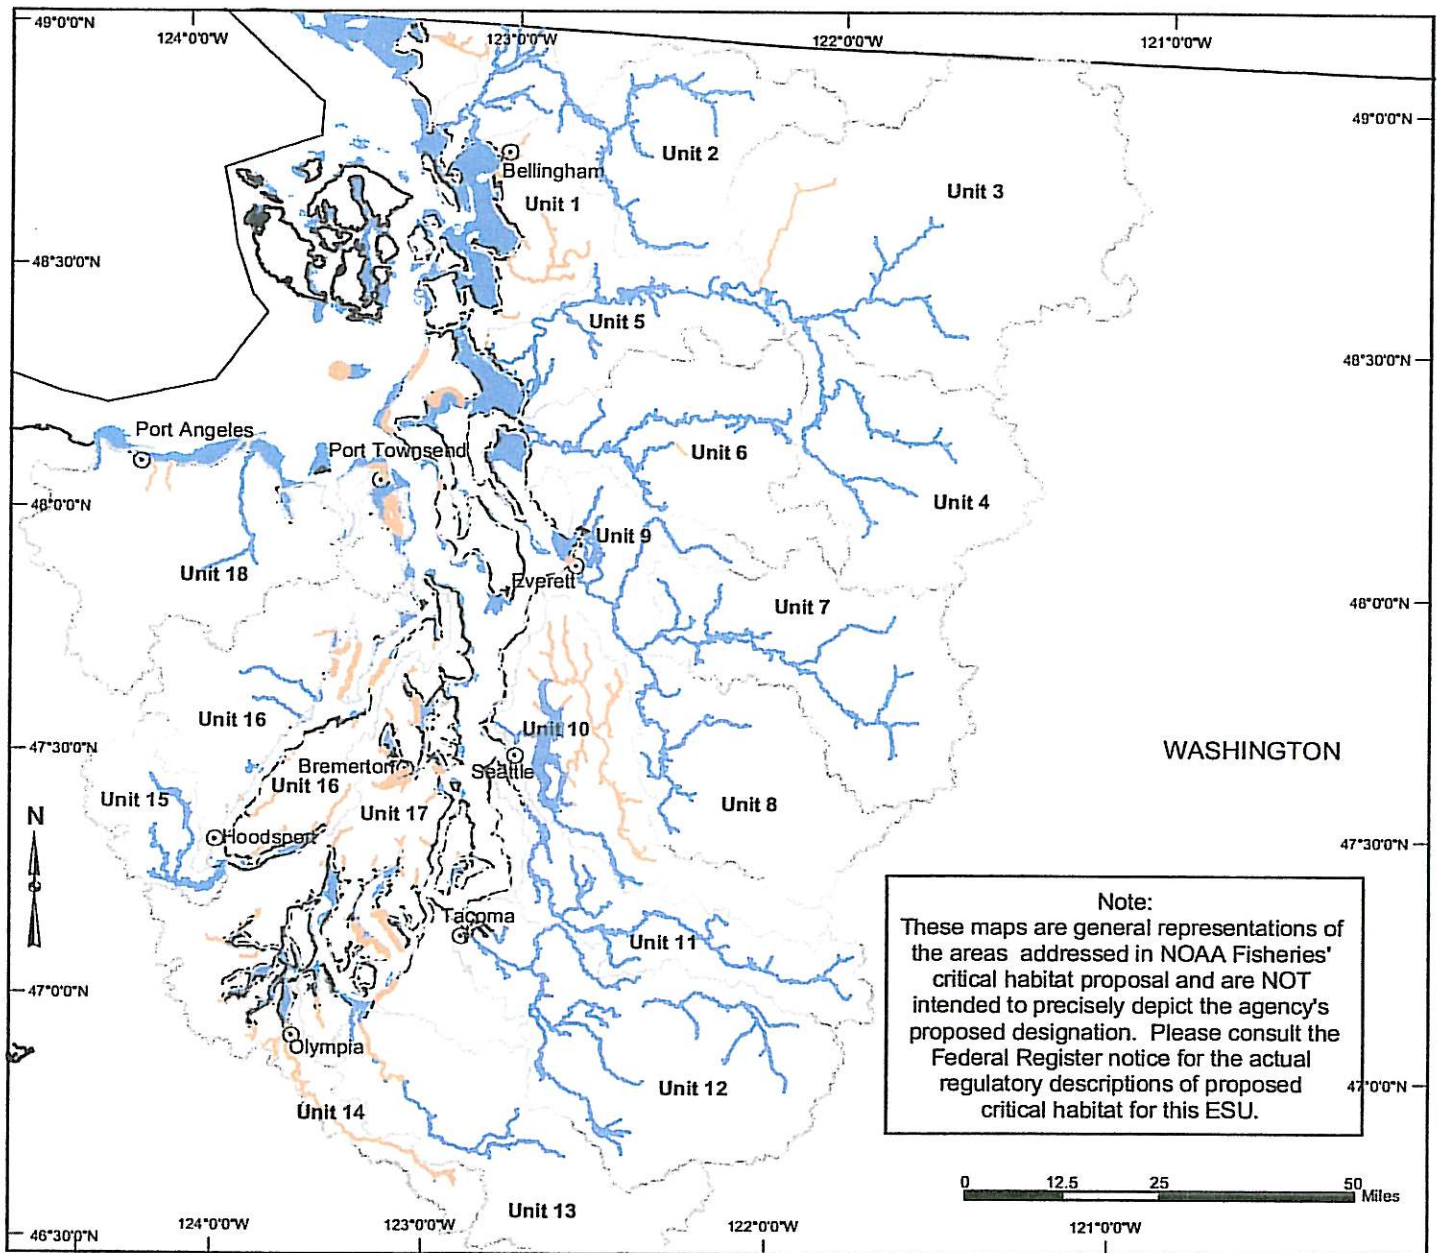 49°0'0"N
124°0'0"W
123°0'0"W
122°0'0"W
121°0'0"W
49°0'0"N
Bellingham
Unit 2
Unit 1
Unit 3
48°30'0"N
Unit 5
48°30'0"N
Port Angeles
Port Townsend
Unit 6
Unit 4
48°0'0"N
Unit 9
Unit 18
Everett
Unit 7
48°0'0"N
Unit 16
Unit 10
47°30'0"N
Bremerton
Seattle
WASHINGTON
Unit 16
Unit 15
Unit 17
Unit 8
N
Hoodsport
47°30'0"N
Tacoma
Unit 11
Note:
These maps are general representations of
the areas addressed in NOAA Fisheries'
critical habitat proposal and are NOT
intended to precisely depict the agency's
proposed designation. Please consult the
Federal Register notice for the actual
regulatory descriptions of proposed
critical habitat for this ESU.
47°0'0"N
Olympia
Unit 12
47°0'0"N
Unit 14
0 12.5 25 50
Miles
Unit 13
46°30'0"N
124°0'0"W
123°0'0"W
122°0'0"W
121°0'0"W